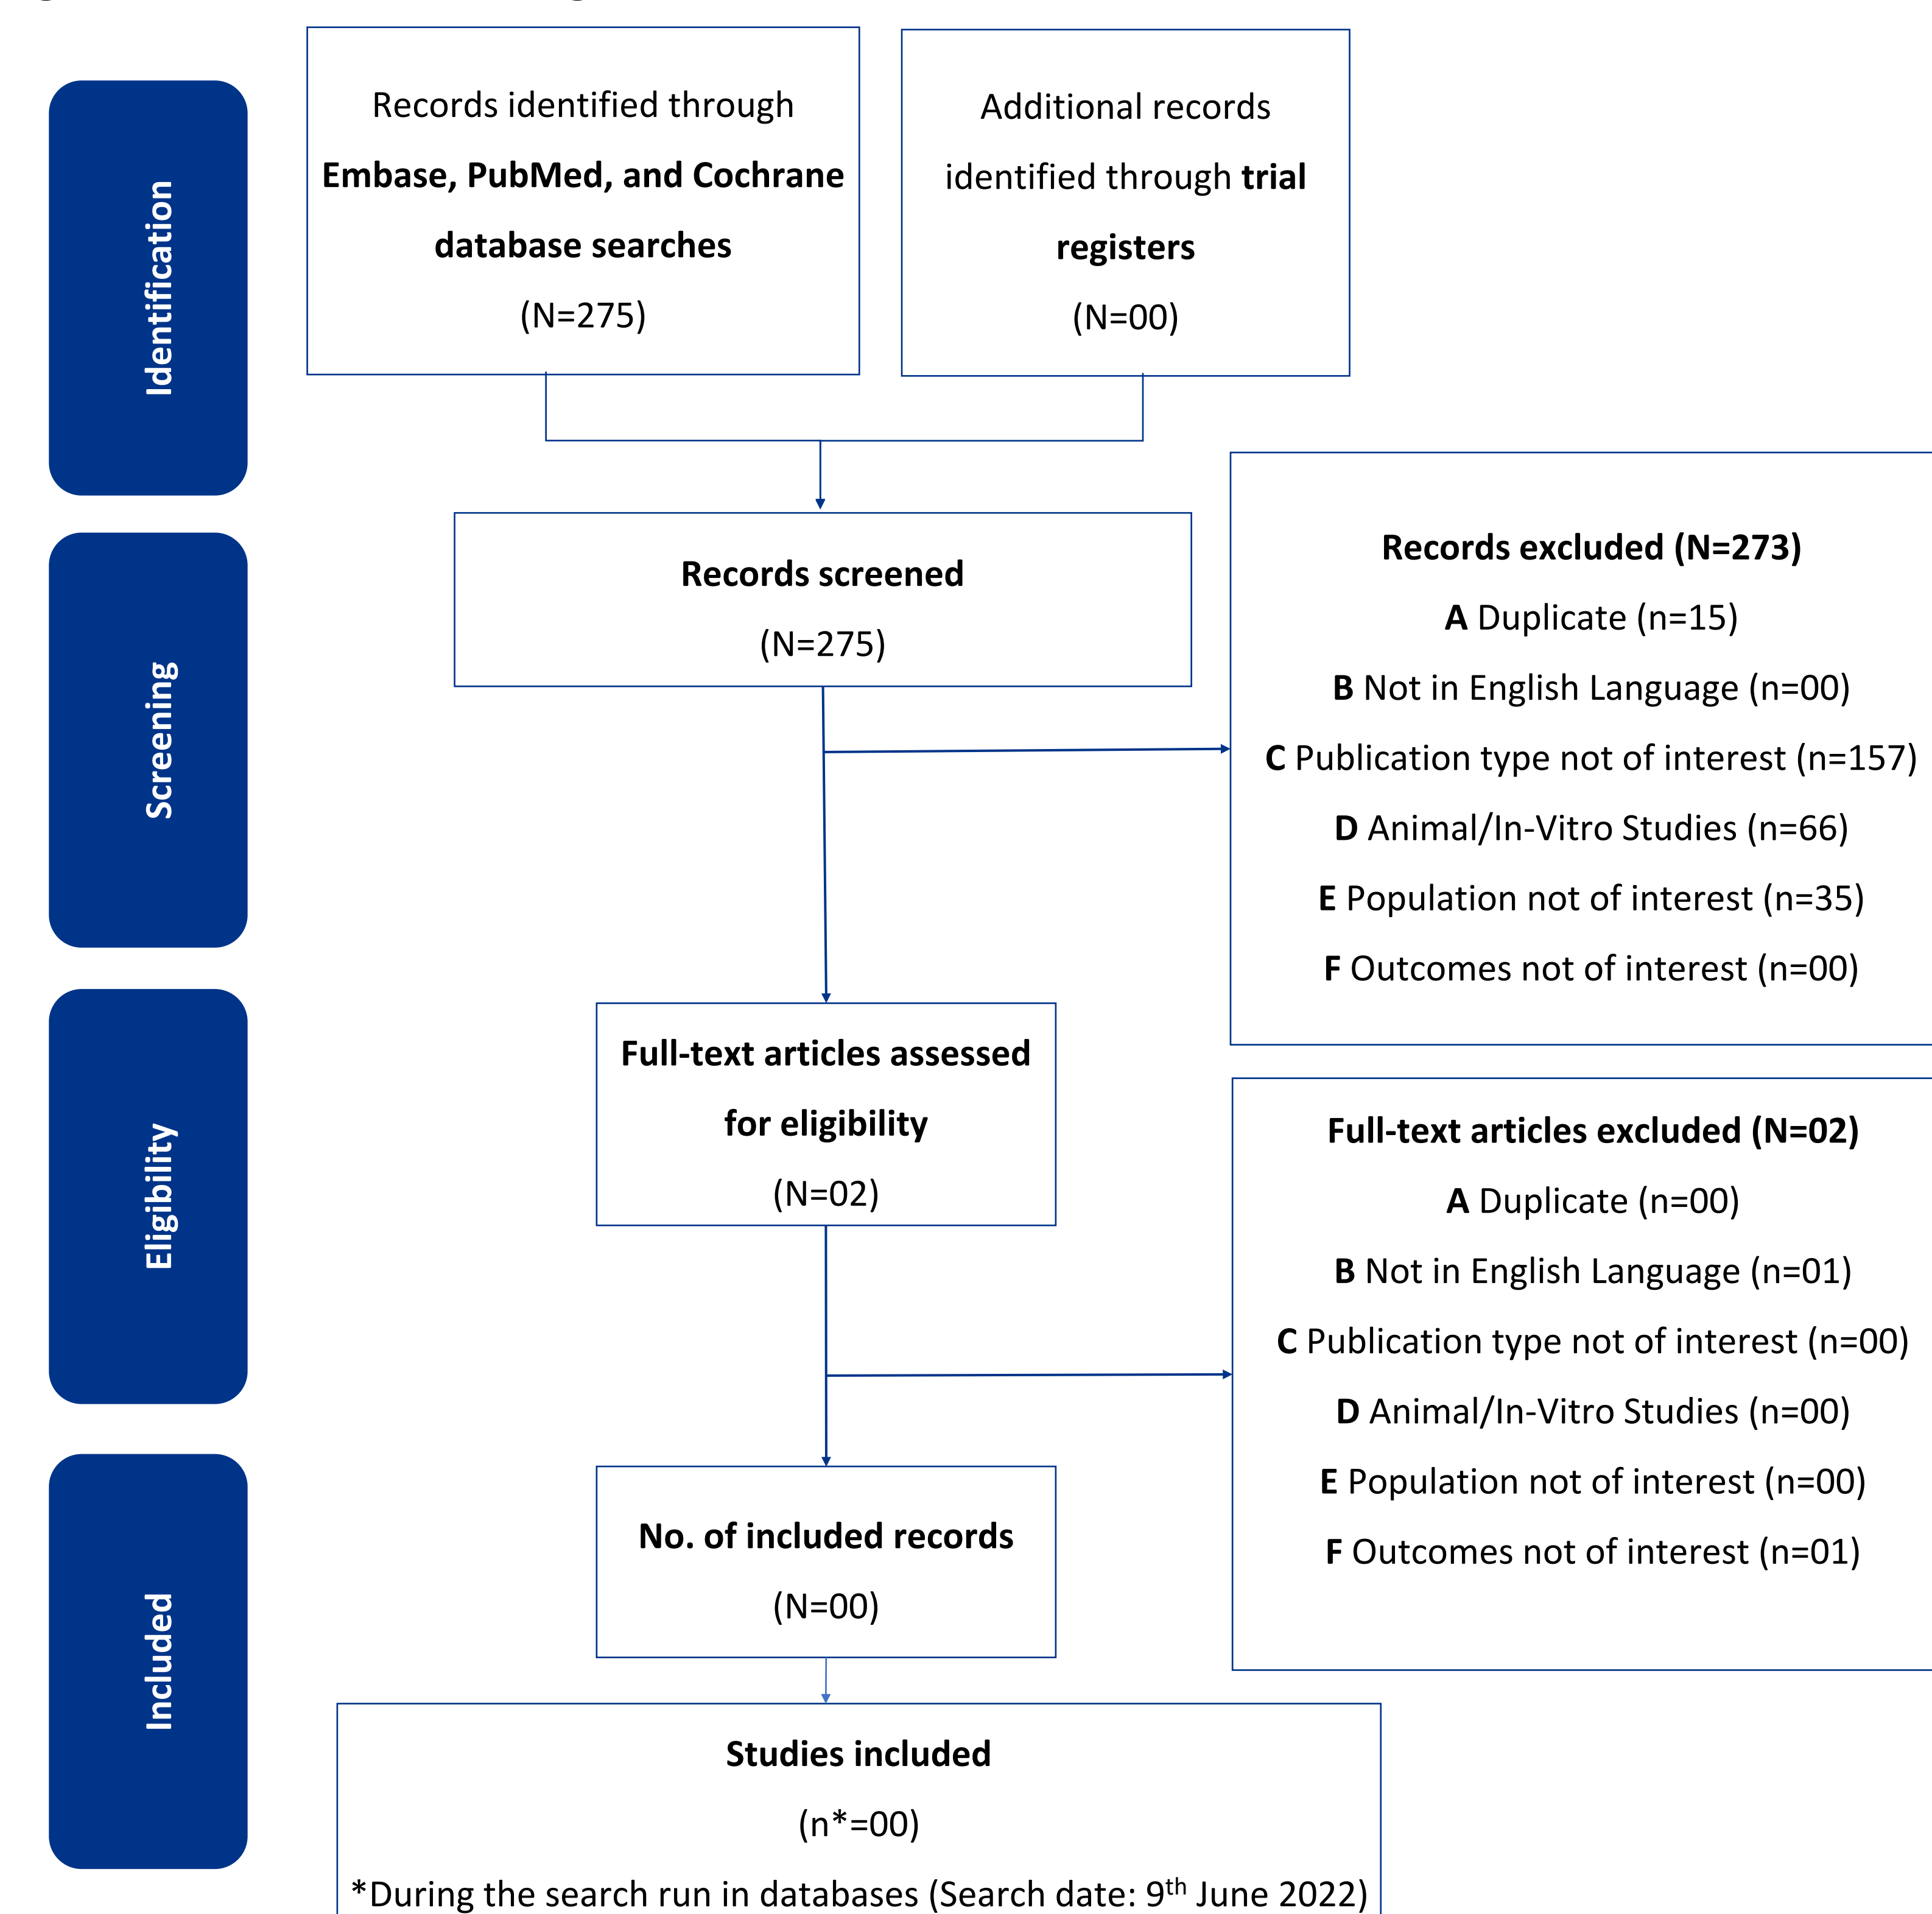 Identification
Records identified through
Embase, PubMed, and Cochrane
database searches
(N=275)
Additional records
identified through trial
registers
(N=00)
Screening
Records screened
(N=275)
Records excluded (N=273)
A Duplicate (n=15)
B Not in English Language (n=00)
C Publication type not of interest (n=157)
D Animal/In-Vitro Studies (n=66)
E Population not of interest (n=35)
F Outcomes not of interest (n=00)
Eligibility
Full-text articles assessed
for eligibility
(N=02)
Full-text articles excluded (N=02)
A Duplicate (n=00)
B Not in English Language (n=01)
C Publication type not of interest (n=00)
D Animal/In-Vitro Studies (n=00)
E Population not of interest (n=00)
F Outcomes not of interest (n=01)
Included
No. of included records
(N=00)
Studies included
(n*=00)
*During the search run in databases (Search date: 9th June 2022)